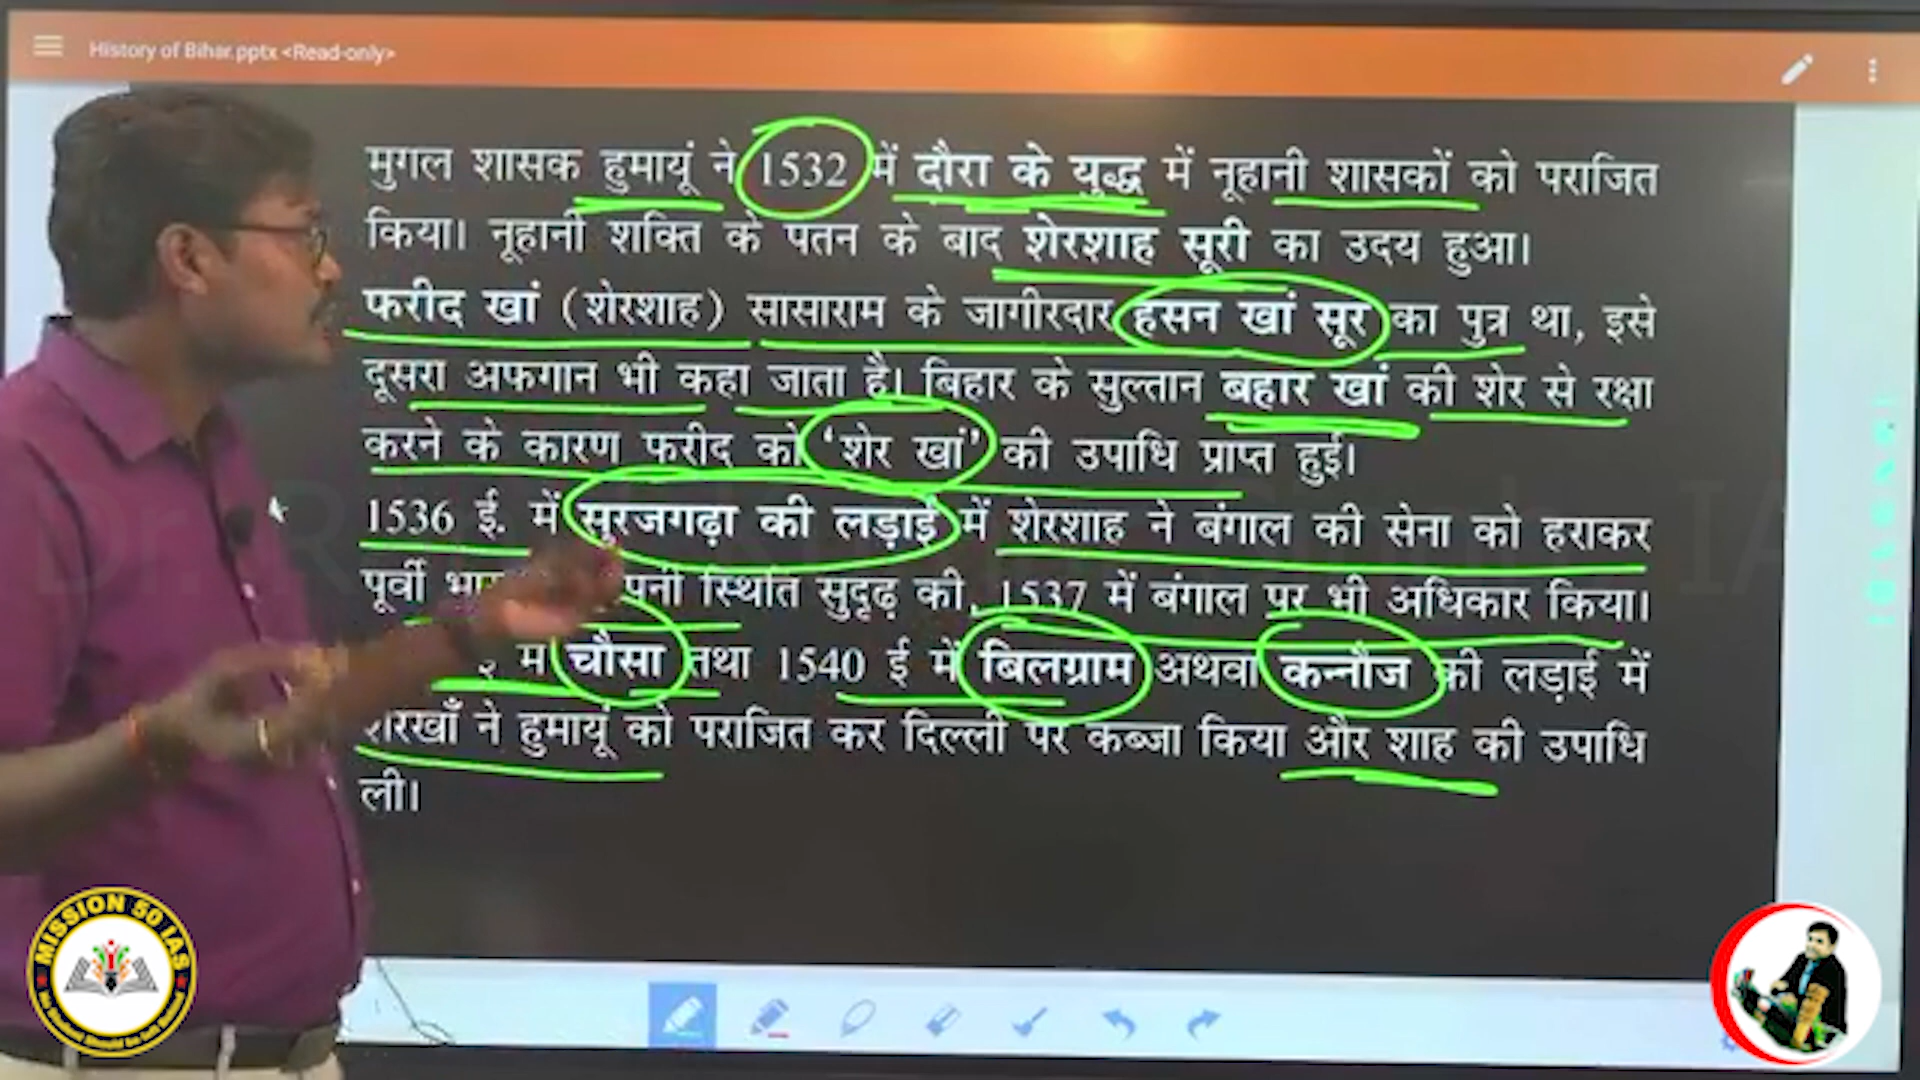 History of Bihar.pptx <Read-only>
मुगल शासक हुमायूं ने 1532 में दौरा के युद्ध में नूहानी शासकों को पराजित
किया। नूहानी शक्ति के पतन के बाद शेरशाह सूरी का उदय हुआ।
फरीद खां (शेरशाह) सासाराम के जागीरदार हसन खां सूर का पुत्र था, इसे
दूसरा अफगान भी कहा जाता है। बिहार के सुल्तान बहार खां की शेर से रक्षा
करने के कारण फरीद को 'शेर खां' की उपाधि प्राप्त हुई।
1536 ई. में सुरजगढ़ा की लड़ाई में शेरशाह ने बंगाल की सेना को हराकर
पूर्वी स्थिति सुदृढ़ की, 1537 में बंगाल पर भी अधिकार किया।
चौसा तथा 1540 ई में बिलग्राम अथवा कन्नौज की लड़ाई में
ने हुमायूं को पराजित कर दिल्ली पर कब्जा किया और शाह की उपाधि
ली।
MISSION 50 IAS